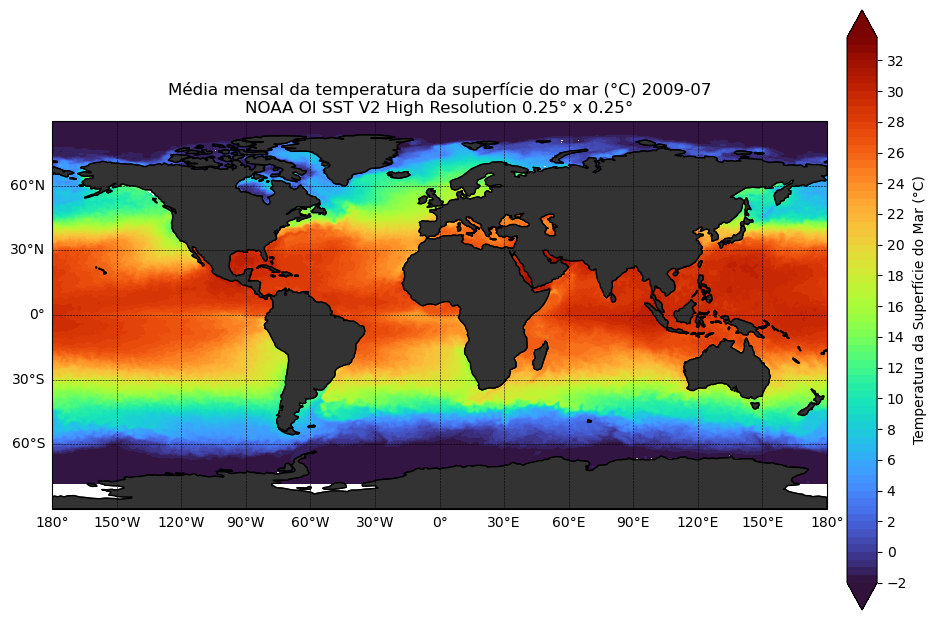 Média mensal da temperatura da superfície do mar (°C) 2009-07
NOAA OI SST V2 High Resolution 0.25° x 0.25°
60°N
30°N
0°
30°S
60°S
180° 150°W 120°W 90°W 60°W 30°W 0° 30°E 60°E 90°E 120°E 150°E 180°
32
30
28
26
24
22
20
18
16
14
12
10
8
6
4
2
0
−2
Temperatura da Superfície do Mar (°C)